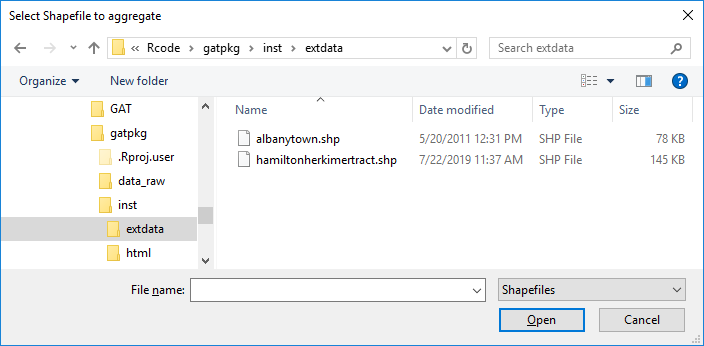 Select Shapefile to aggregate
« Rcode > gatpkg > inst > extdata
Search extdata
Organize
New folder
?
GAT
gatpkg
.Rproj.user
data_raw
inst
extdata
html
Name Date modified Type Size
albanytown.shp 5/20/2011 12:31 PM SHP File 78 KB
hamiltonherkimertract.shp 7/22/2019 11:37 AM SHP File 145 KB
File name:
Shapefiles
Open
Cancel